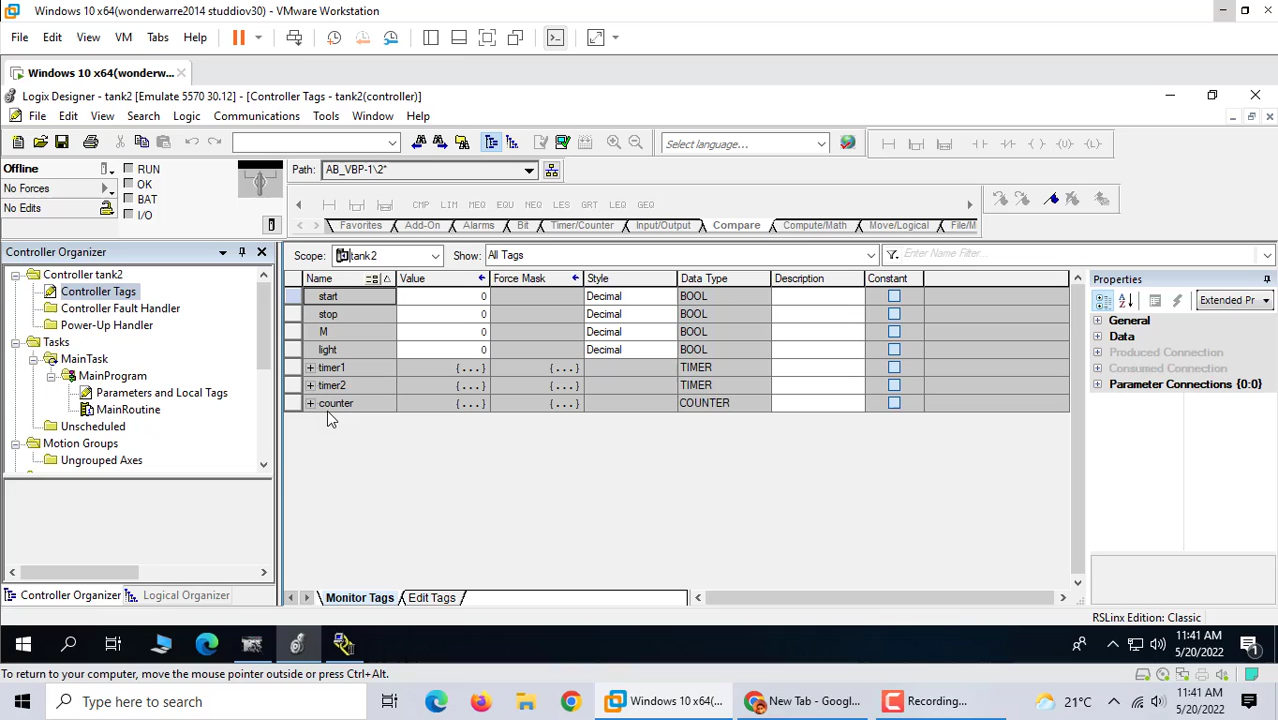 Windows 10 x64(wonderwarre2014 studdiov30) - VMware Workstation
File Edit View VM Tabs Help
Windows 10 x64(wonderw...
Logix Designer - tank2 [Emulate 5570 30.12] - [Controller Tags - tank2(controller)]
File Edit View Search Logic Communications Tools Window Help
Select language...
Offline
RUN
Path: AB_VBP-1\2*
No Forces
OK
No Edits
BAT
I/O
CMP LIM MEQ EQU NEQ LES GRT LEQ GEQ
Favorites Add-On Alarms Bit Timer/Counter Input/Output Compare Compute/Math Move/Logical File/M
Controller Organizer
Scope: tank2 Show: All Tags Enter Name Filter...
Name Value Force Mask Style Data Type Description Constant
start 0 Decimal BOOL
stop 0 Decimal BOOL
M 0 Decimal BOOL
light 0 Decimal BOOL
timer1 {...} {...} TIMER
timer2 {...} {...} TIMER
counter {...} {...} COUNTER
Controller tank2
Controller Tags
Controller Fault Handler
Power-Up Handler
Tasks
MainTask
MainProgram
Parameters and Local Tags
MainRoutine
Unscheduled
Motion Groups
Ungrouped Axes
Properties
Extended Pr
General
Data
Produced Connection
Consumed Connection
Parameter Connections {0:0}
Controller Organizer Logical Organizer
Monitor Tags Edit Tags
RSLinx Edition: Classic
11:41 AM
5/20/2022
1
To return to your computer, move the mouse pointer outside or press Ctrl+Alt.
Type here to search
Windows 10 x64(wo...
New Tab - Googl...
Recording...
21°C
11:41 AM
5/20/2022